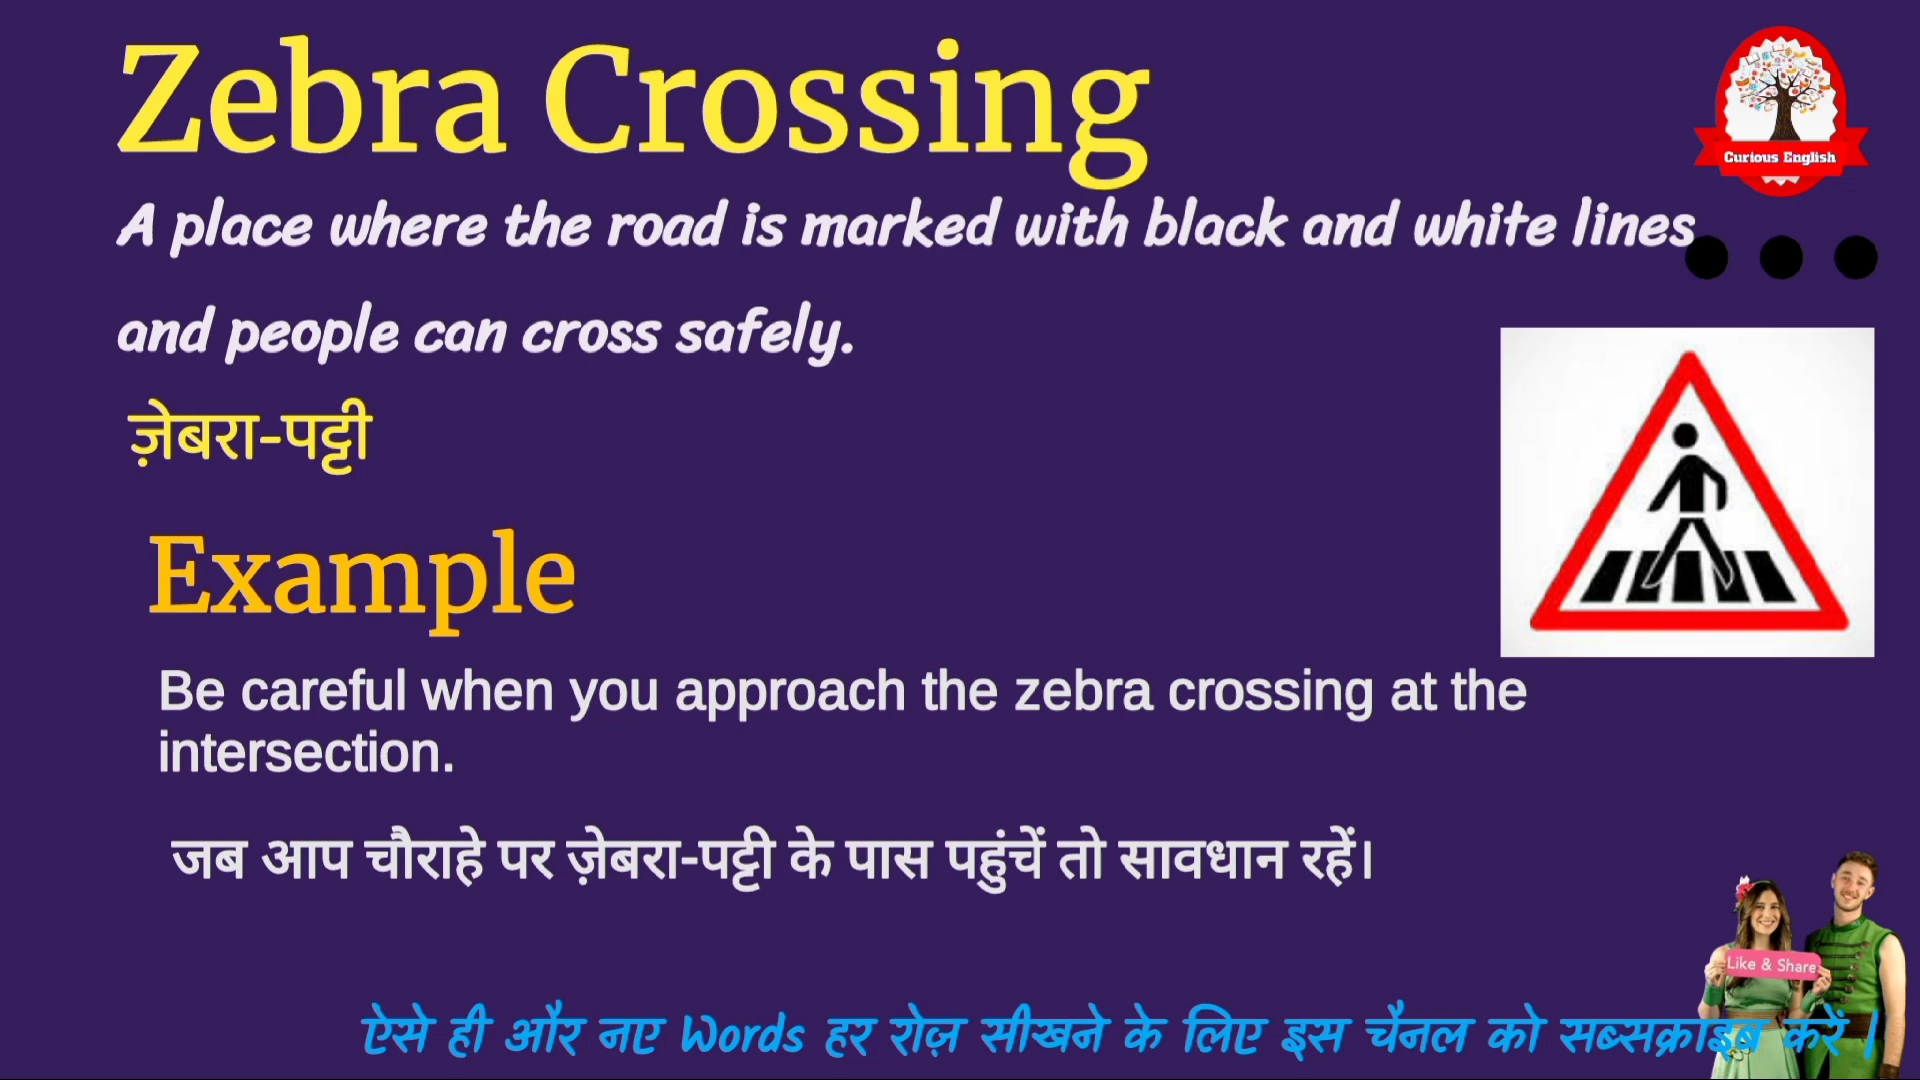 Zebra Crossing
Curious English
A place where the road is marked with black and white lines
and people can cross safely.
ज़ेबरा-पट्टी
Example
Be careful when you approach the zebra crossing at the
intersection.
जब आप चौराहे पर ज़ेबरा-पट्टी के पास पहुंचें तो सावधान रहें।
Like & Share
ऐसे ही और नए Words हर रोज़ सीखने के लिए इस चैनल को सब्सक्राइब करें |